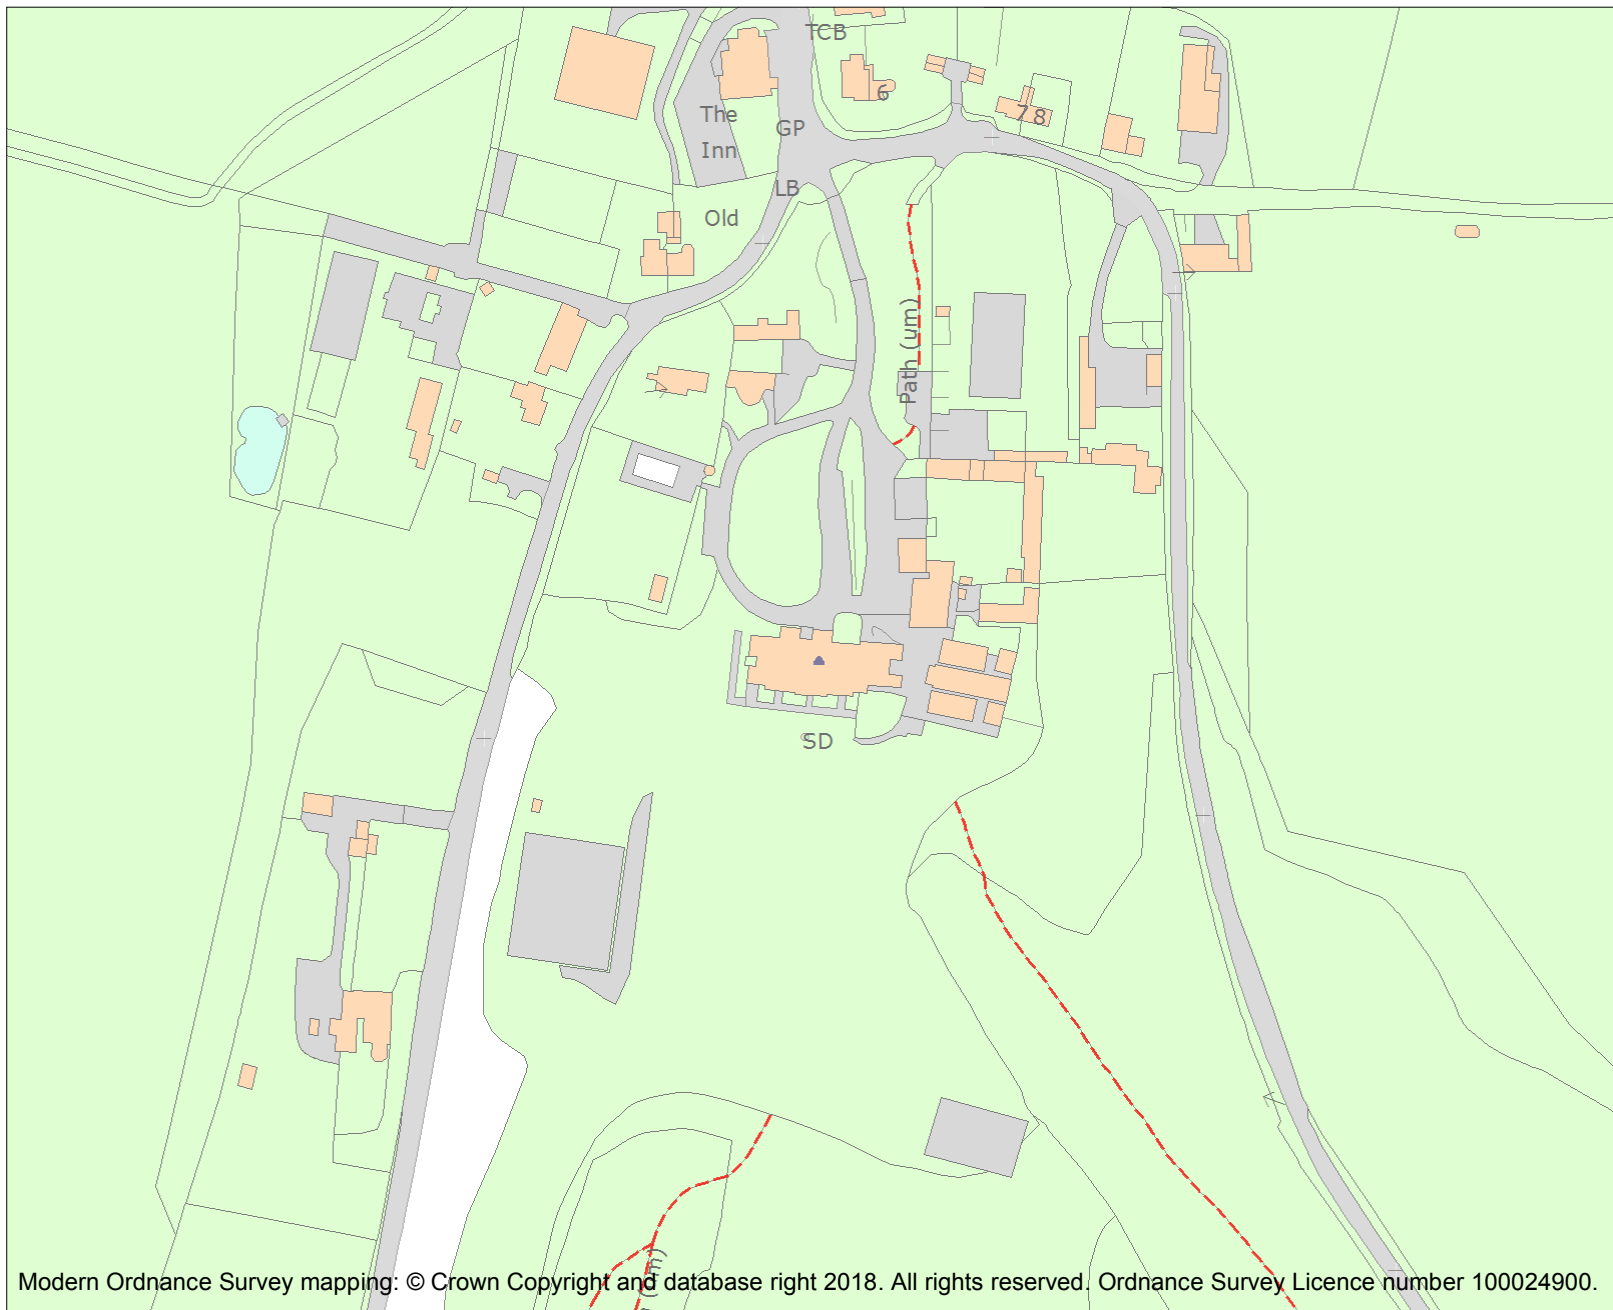 TCB
6
7 8
The
Inn
GP
LB
Old
Path (um)
SD
(um)
Modern Ordnance Survey mapping: © Crown Copyright and database right 2018. All rights reserved. Ordnance Survey Licence number 100024900.